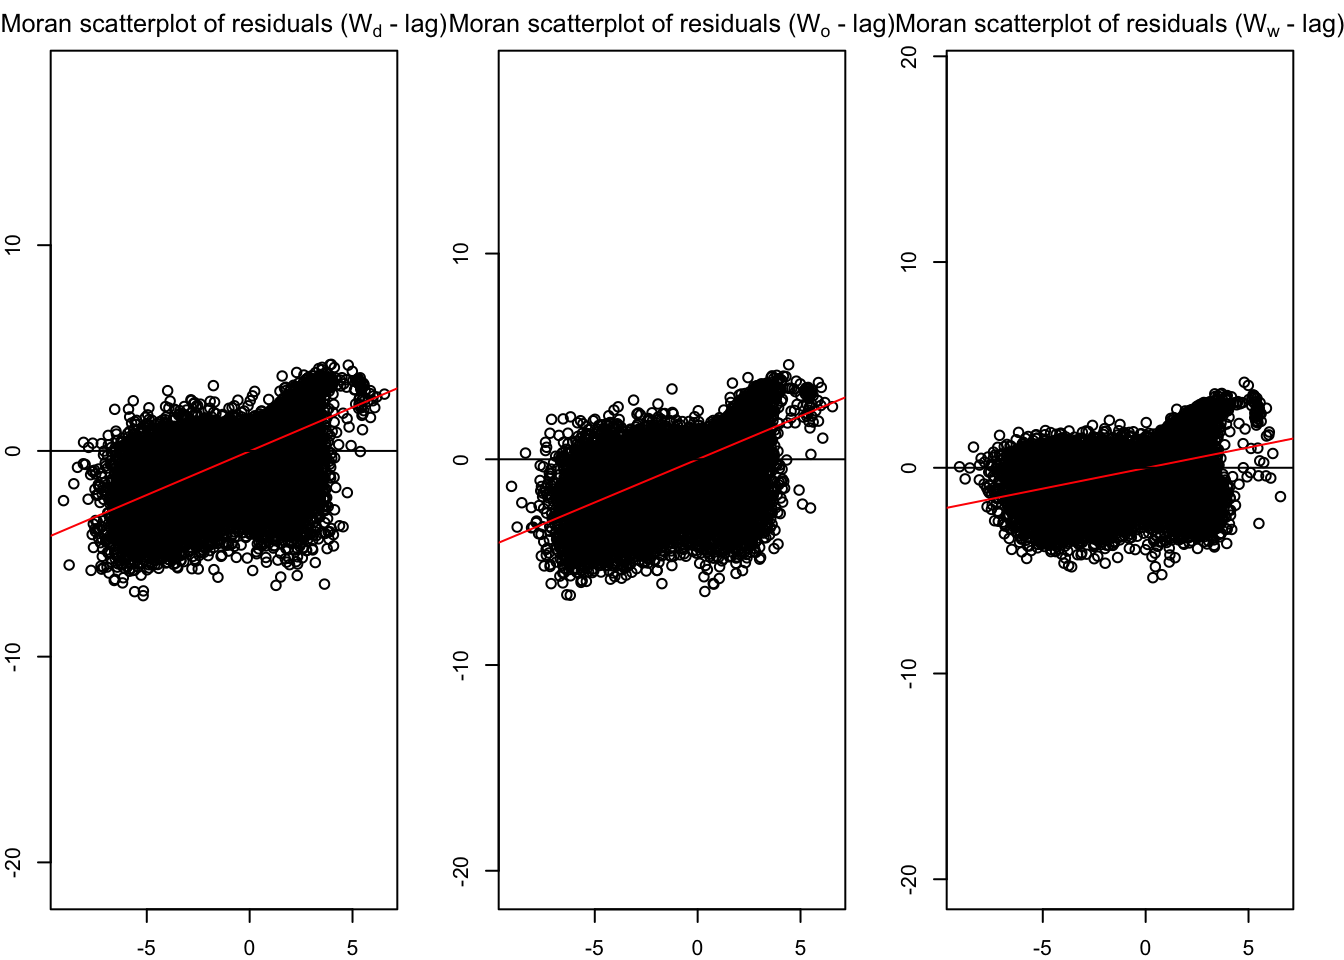 Moran scatterplot of residuals (Wd - lag)
10
0
-10
-20
-5 0 5
Moran scatterplot of residuals (Wo - lag)
10
0
-10
-20
-5 0 5
Moran scatterplot of residuals (Ww - lag)
20
10
0
-10
-20
-5 0 5